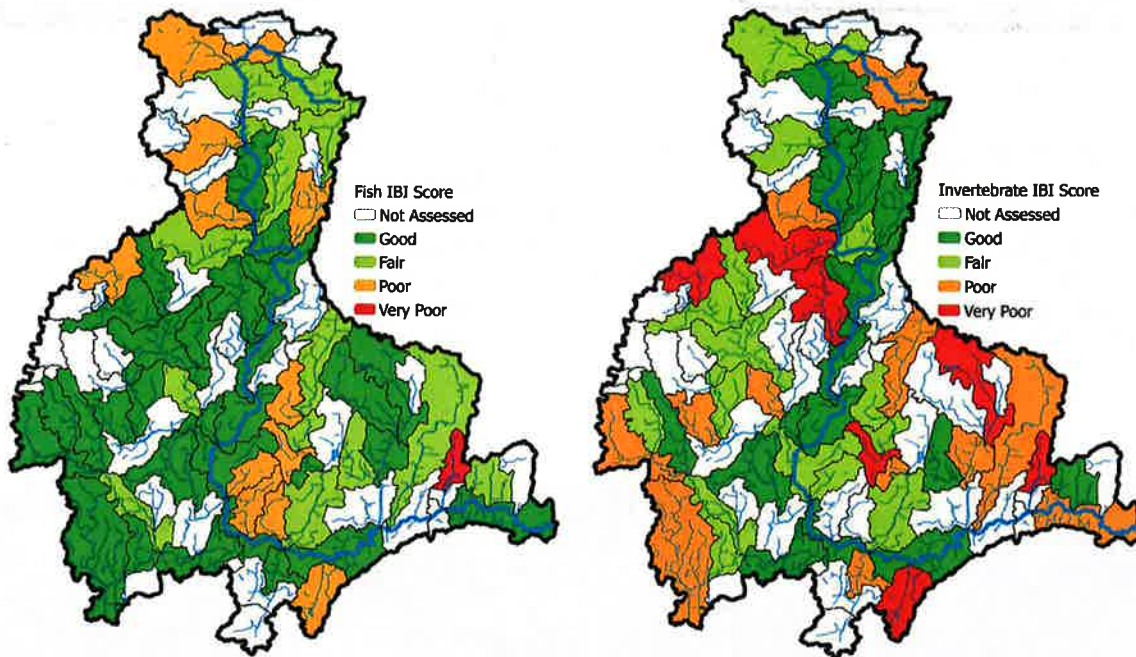 Fish IBI Score
Not Assessed
Good
Fair
Poor
Very Poor
Invertebrate IBI Score
Not Assessed
Good
Fair
Poor
Very Poor